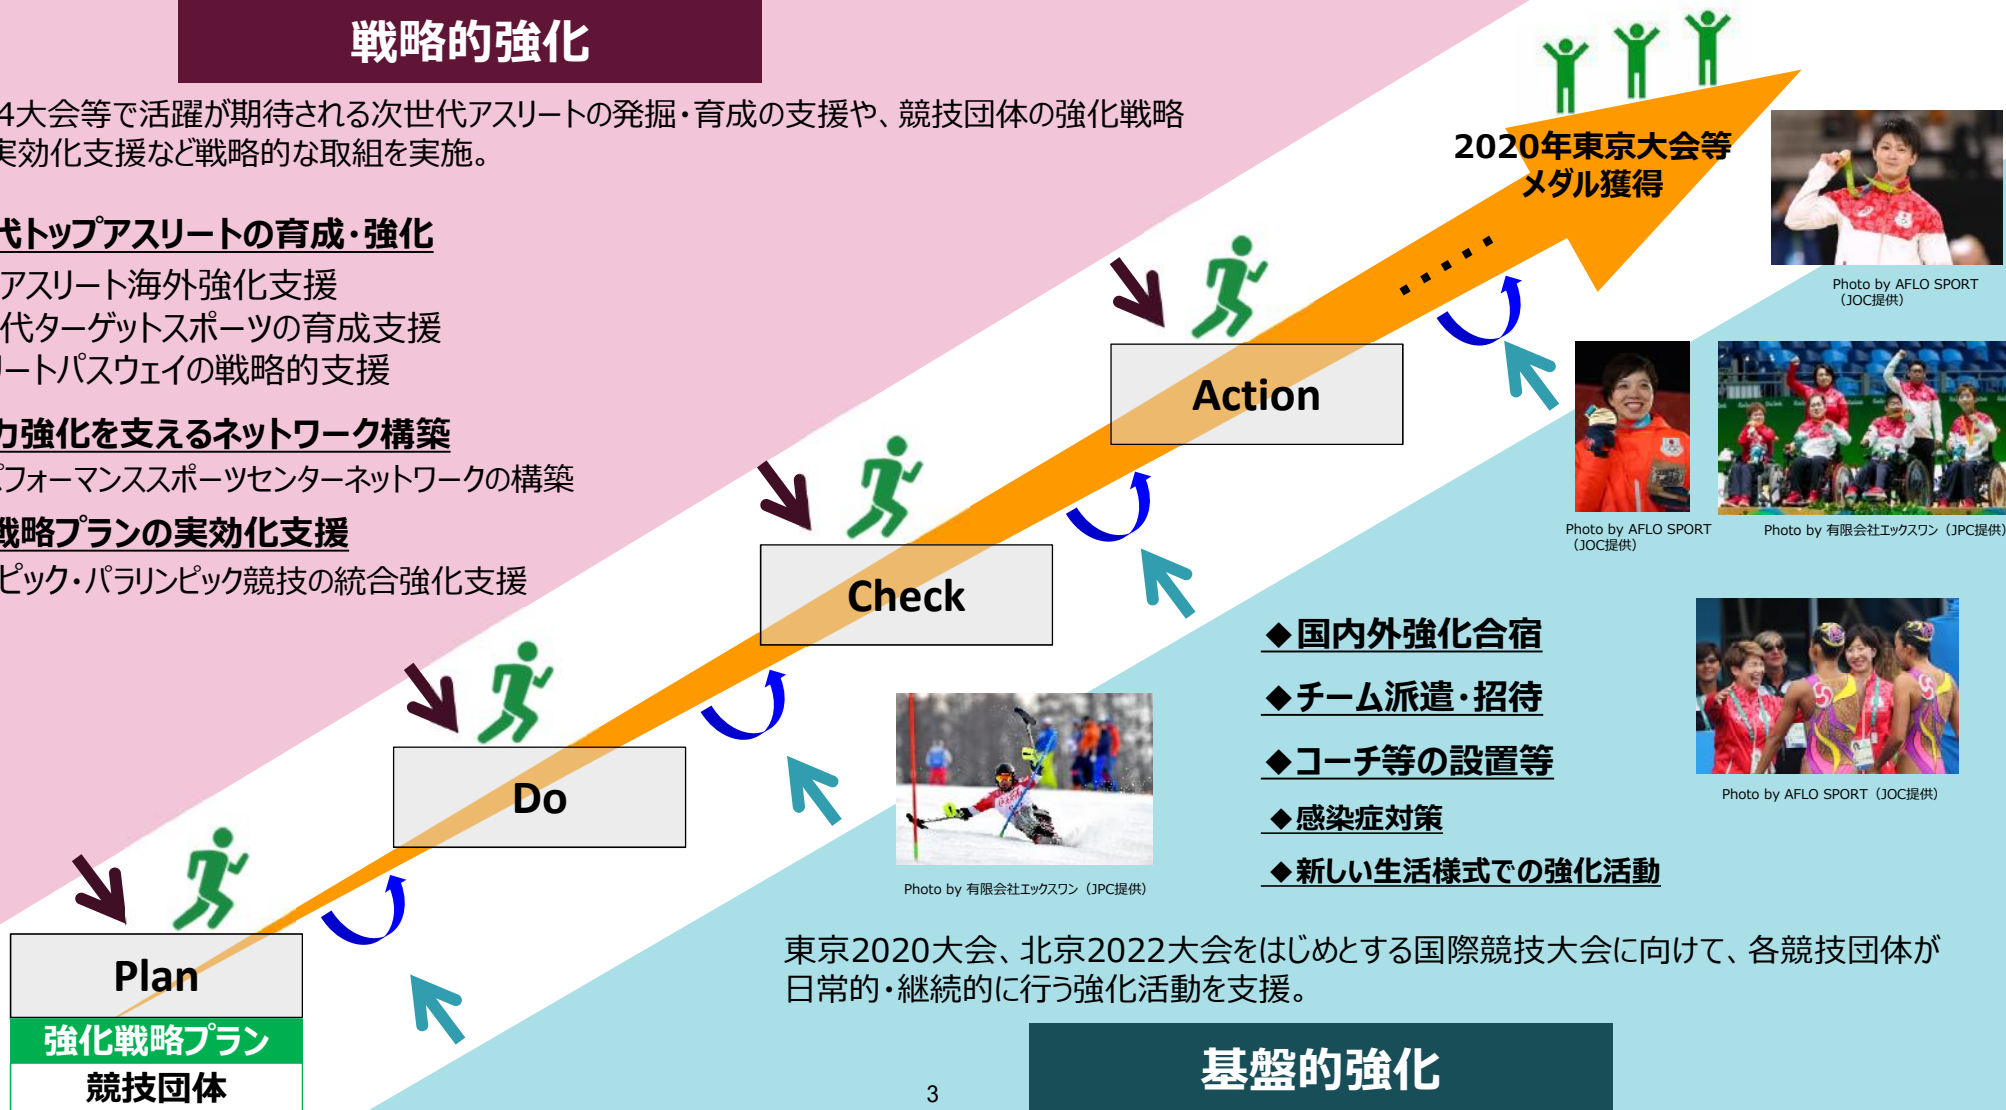 戦略的強化
4大会等で活躍が期待される次世代アスリートの発掘・育成の支援や、競技団体の強化戦略
実効化支援など戦略的な取組を実施。
代トップアスリートの育成・強化
アスリート海外強化支援
代ターゲットスポーツの育成支援
リートパスウェイの戦略的支援
力強化を支えるネットワーク構築
パフォーマンススポーツセンターネットワークの構築
戦略プランの実効化支援
ピック・パラリンピック競技の統合強化支援
2020年東京大会等
メダル獲得
Photo by AFLO SPORT
（JOC提供）
Action
Photo by AFLO SPORT
（JOC提供）
Photo by 有限会社エックスワン（JPC提供）
Check
Do
Plan
強化戦略プラン
競技団体
Photo by 有限会社エックスワン（JPC提供）
◆国内外強化合宿
◆チーム派遣・招待
◆コーチ等の設置等
◆感染症対策
◆新しい生活様式での強化活動
Photo by AFLO SPORT（JOC提供）
東京2020大会、北京2022大会をはじめとする国際競技大会に向けて、各競技団体が
日常的・継続的に行う強化活動を支援。
基盤的強化
3